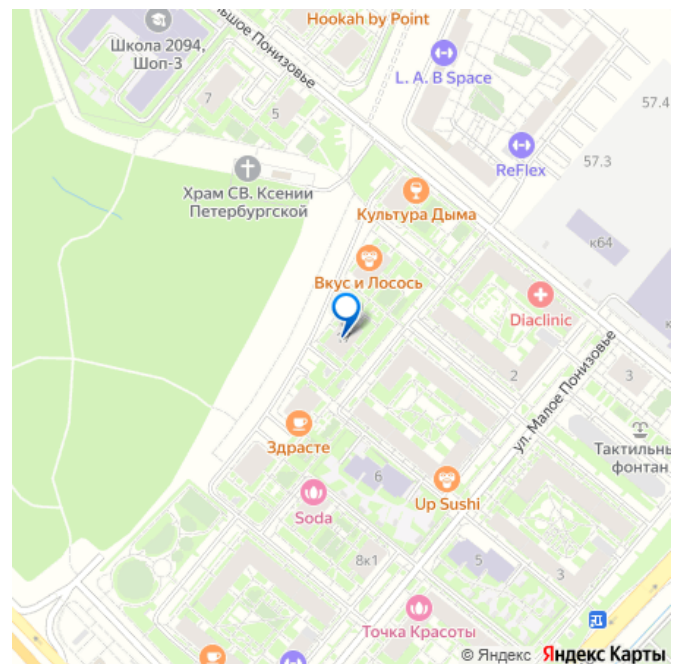 Hookah by Point
Школа 2094,
Шоп-3
льшое Понизовье
L. A. B Space
7
5
57.4
ReFlex
57.3
Храм СВ. Ксении
Петербургской
Культура Дыма
к64
Вкус и Лосось
Diaclinic
2
3
ул. Малое Понизовье
Тактильны
фонтан
Здрасте
6
Up Sushi
Soda
8к1
5
3
Точка Красоты
© Яндекс Яндекс Карты